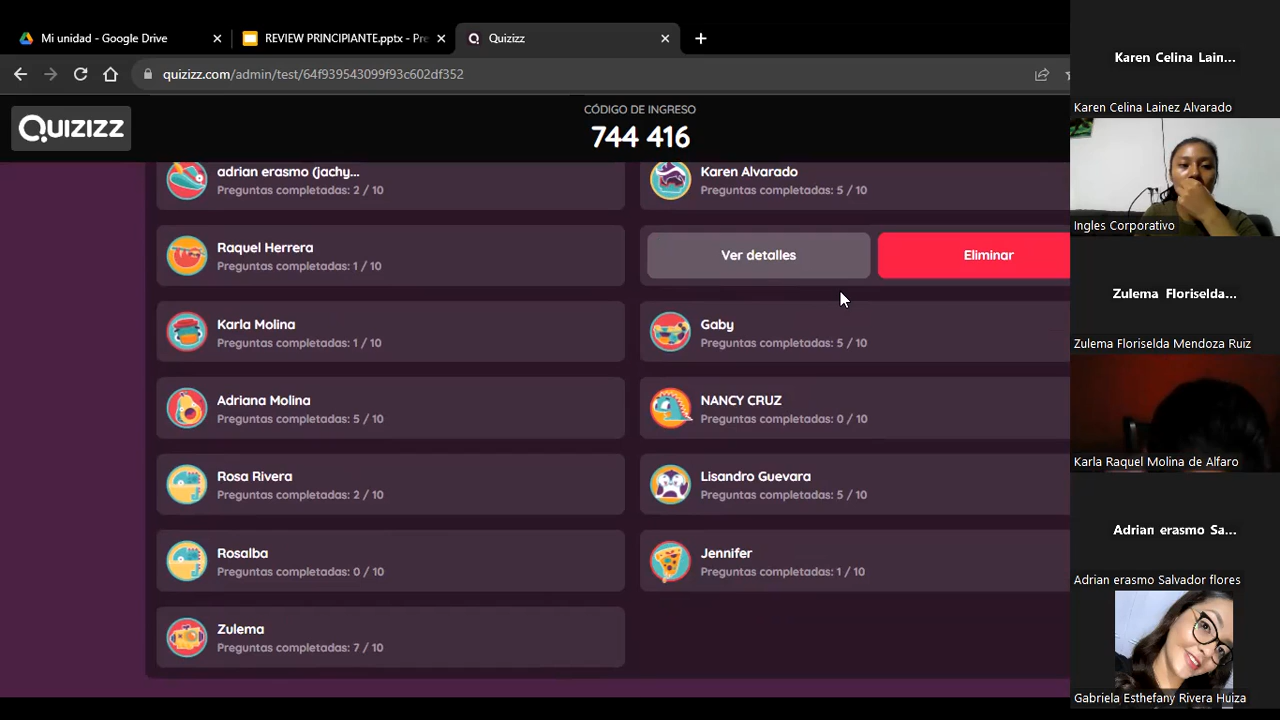 Mi unidad - Google Drive
REVIEW PRINCIPIANTE.pptx - Pre
Quizizz
quizizz.com/admin/test/64f939543099f93c602df352
QUIZIZZ
CÓDIGO DE INGRESO
744 416
adrian erasmo (jachy...
Preguntas completadas: 2 / 10
Karen Alvarado
Preguntas completadas: 5 / 10
Raquel Herrera
Preguntas completadas: 1 / 10
Ver detalles
Eliminar
Karla Molina
Preguntas completadas: 1 / 10
Gaby
Preguntas completadas: 5 / 10
Adriana Molina
Preguntas completadas: 5 / 10
NANCY CRUZ
Preguntas completadas: 0 / 10
Rosa Rivera
Preguntas completadas: 2 / 10
Lisandro Guevara
Preguntas completadas: 5 / 10
Rosalba
Preguntas completadas: 0 / 10
Jennifer
Preguntas completadas: 1 / 10
Zulema
Preguntas completadas: 7 / 10
Karen Celina Lain...
Karen Celina Lainez Alvarado
Ingles Corporativo
Zulema Floriselda...
Zulema Floriselda Mendoza Ruiz
Karla Raquel Molina de Alfaro
Adrian erasmo Sa...
Adrian erasmo Salvador flores
Gabriela Esthefany Rivera Huiza